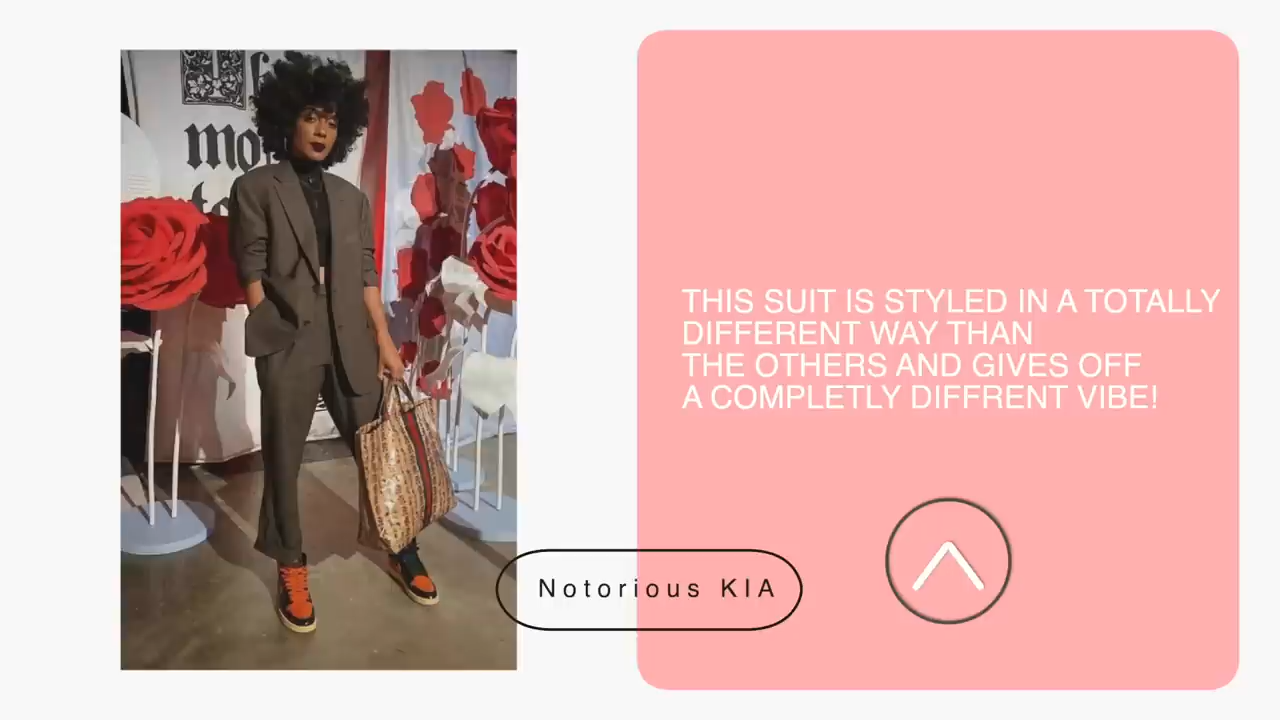 mo
THIS SUIT IS STYLED IN A TOTALLY
DIFFERENT WAY THAN
THE OTHERS AND GIVES OFF
A COMPLETLY DIFFRENT VIBE!
Notorious KIA